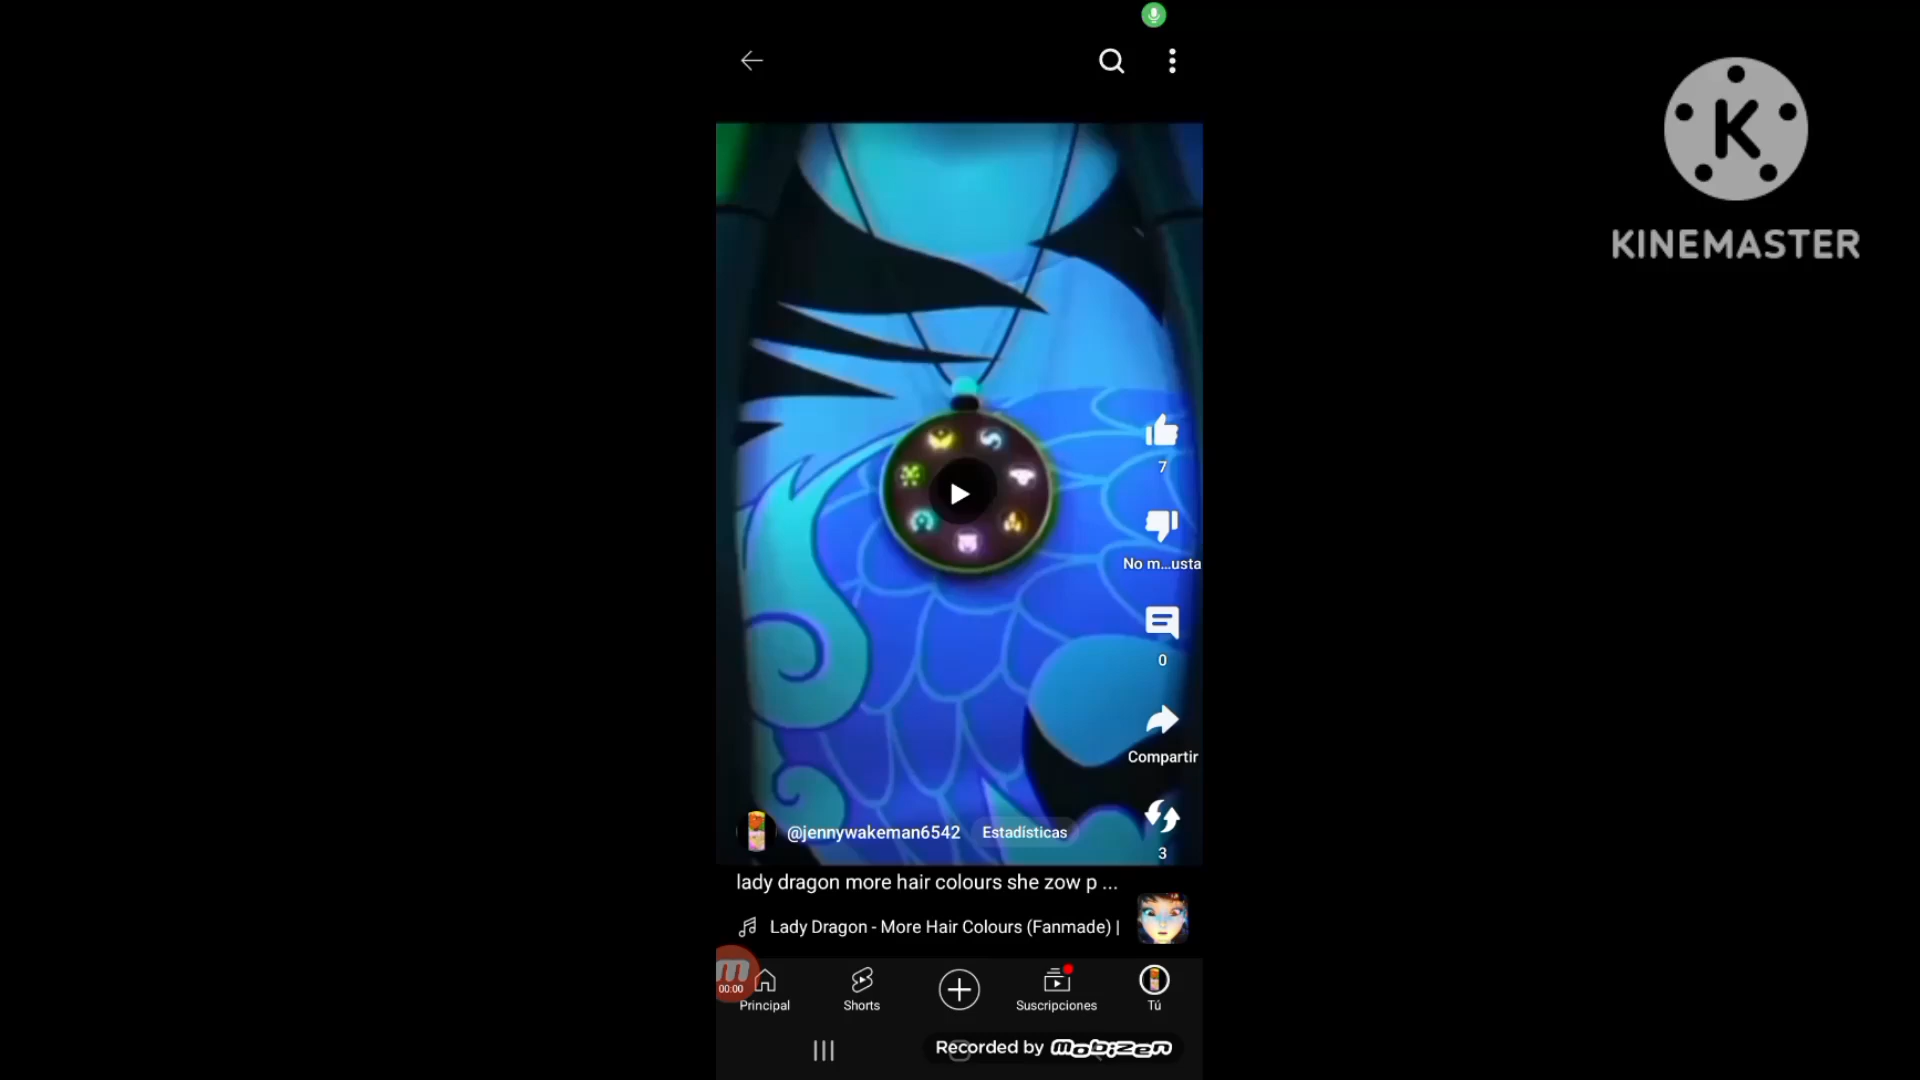 K
KINEMASTER
7
No m...usta
0
Compartir
@jennywakeman6542 Estadísticas
3
lady dragon more hair colours she zow p ...
Lady Dragon - More Hair Colours (Fanmade) |
00:00
Principal
Shorts
Suscripciones
Tú
Recorded by Mobizen